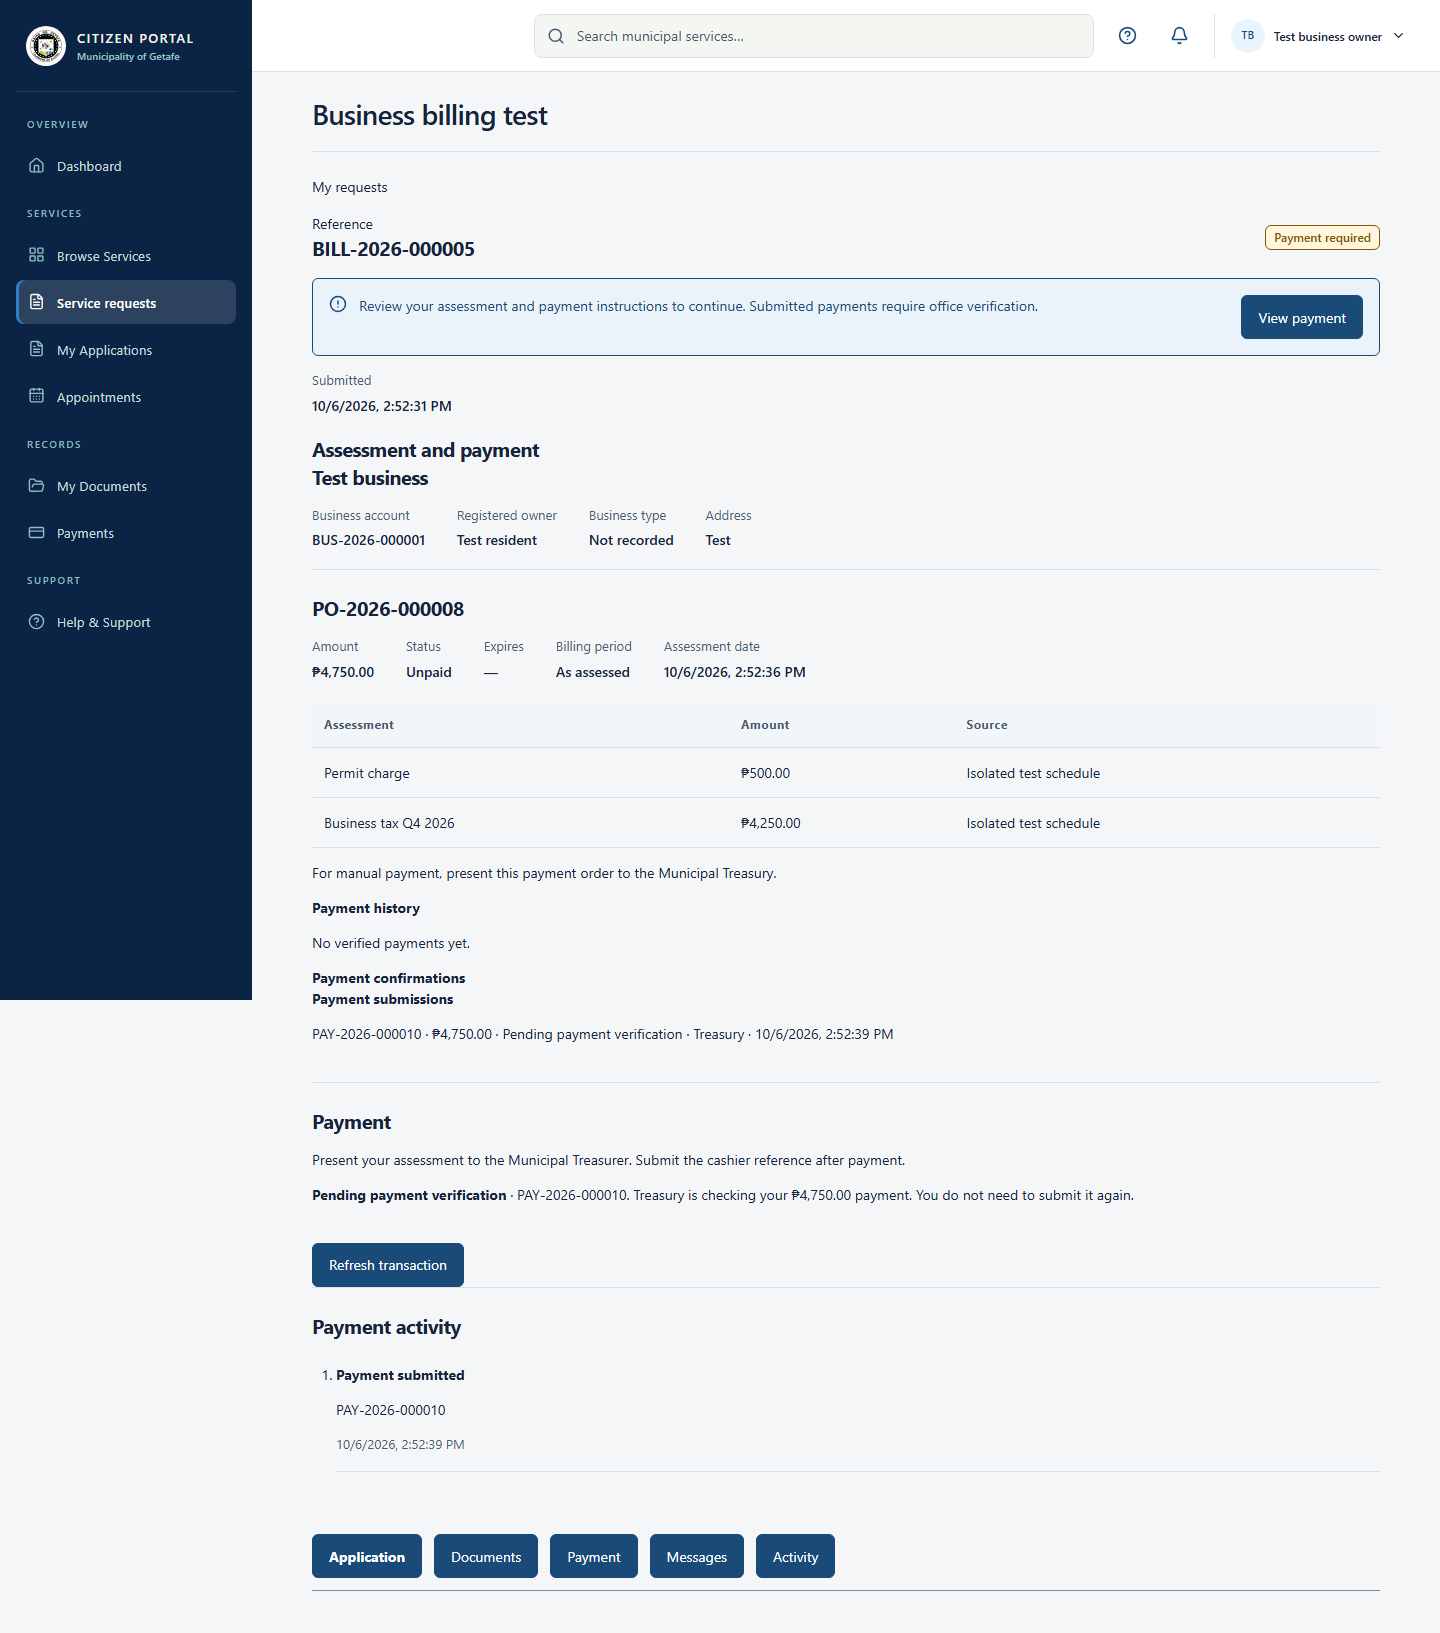 CITIZEN PORTAL
Municipality of Getafe
Search municipal services...
TB
Test business owner
OVERVIEW
Dashboard
SERVICES
Browse Services
Service requests
My Applications
Appointments
RECORDS
My Documents
Payments
SUPPORT
Help & Support
Business billing test
My requests
Reference
BILL-2026-000005
Payment required
Review your assessment and payment instructions to continue. Submitted payments require office verification.
View payment
Submitted
10/6/2026, 2:52:31 PM
Assessment and payment
Test business
Business account Registered owner Business type Address
BUS-2026-000001 Test resident Not recorded Test
PO-2026-000008
Amount Status Expires Billing period Assessment date
₱4,750.00 Unpaid — As assessed 10/6/2026, 2:52:36 PM
Assessment Amount Source
Permit charge ₱500.00 Isolated test schedule
Business tax Q4 2026 ₱4,250.00 Isolated test schedule
For manual payment, present this payment order to the Municipal Treasury.
Payment history
No verified payments yet.
Payment confirmations
Payment submissions
PAY-2026-000010 · ₱4,750.00 · Pending payment verification · Treasury · 10/6/2026, 2:52:39 PM
Payment
Present your assessment to the Municipal Treasurer. Submit the cashier reference after payment.
Pending payment verification · PAY-2026-000010. Treasury is checking your ₱4,750.00 payment. You do not need to submit it again.
Refresh transaction
Payment activity
1. Payment submitted
PAY-2026-000010
10/6/2026, 2:52:39 PM
Application Documents Payment Messages Activity